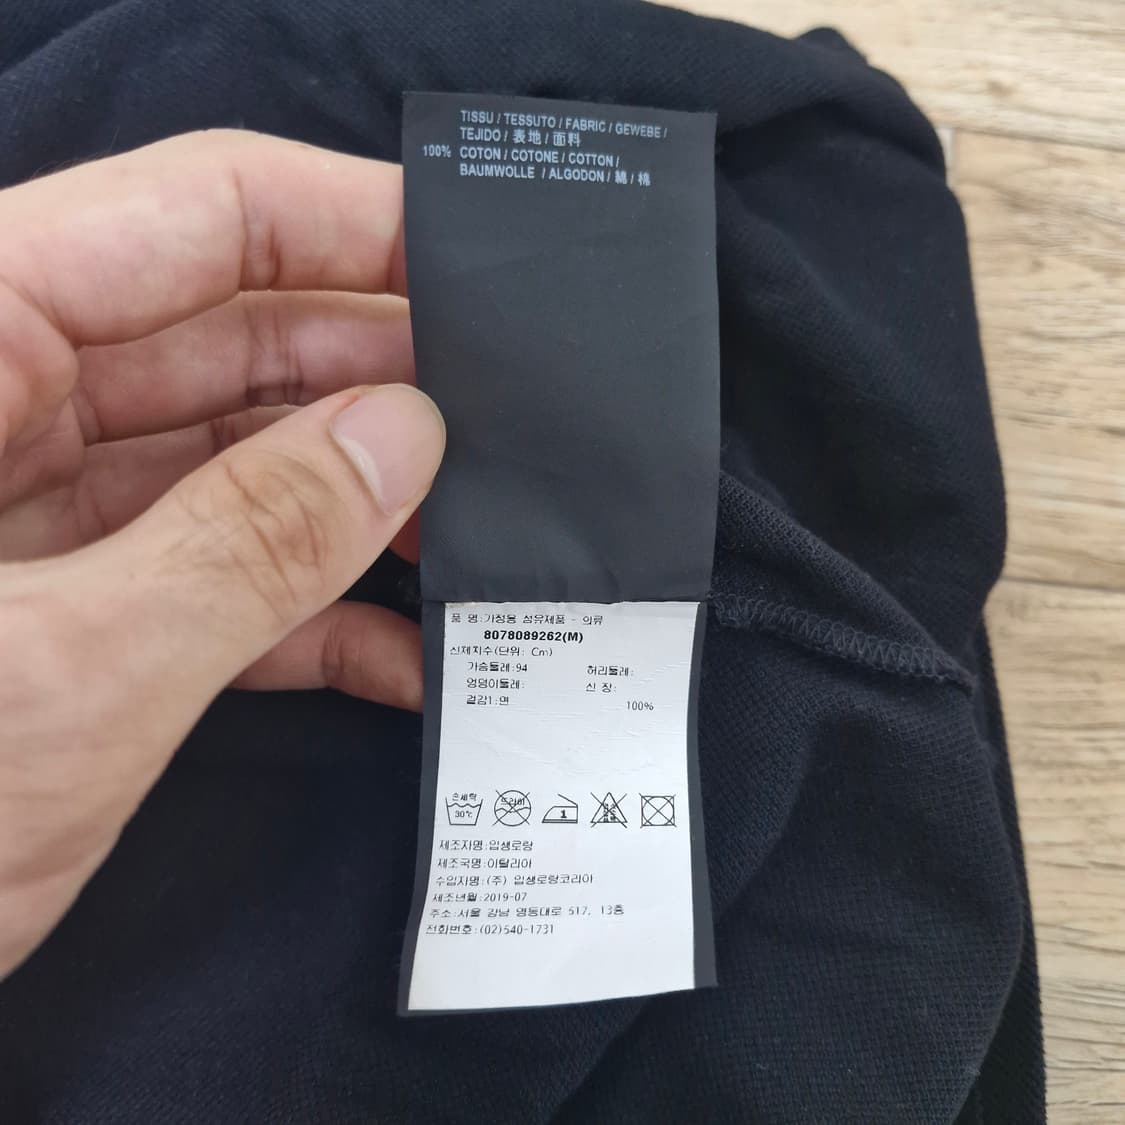 TISSU / TESSUTO / FABRIC / GEWEBE /
TEJIDO / 表地 / 面料
100% COTON / COTONE / COTTON /
BAUMWOLLE / ALGODON / 綿 / 棉
품 명:가정용 섬유제품 - 의류
8078089262(M)
신체치수(단위: Cm)
가슴둘레:94 허리둘레:
엉덩이둘레: 신 장:
겉감1:면 100%
손세탁 30℃ 드라이 1
제조자명:입생로랑
제조국명:이탈리아
수입자명:(주) 입생로랑코리아
제조년월:2019-07
주소:서울 강남 영동대로 517, 13층
전화번호:(02)540-1731